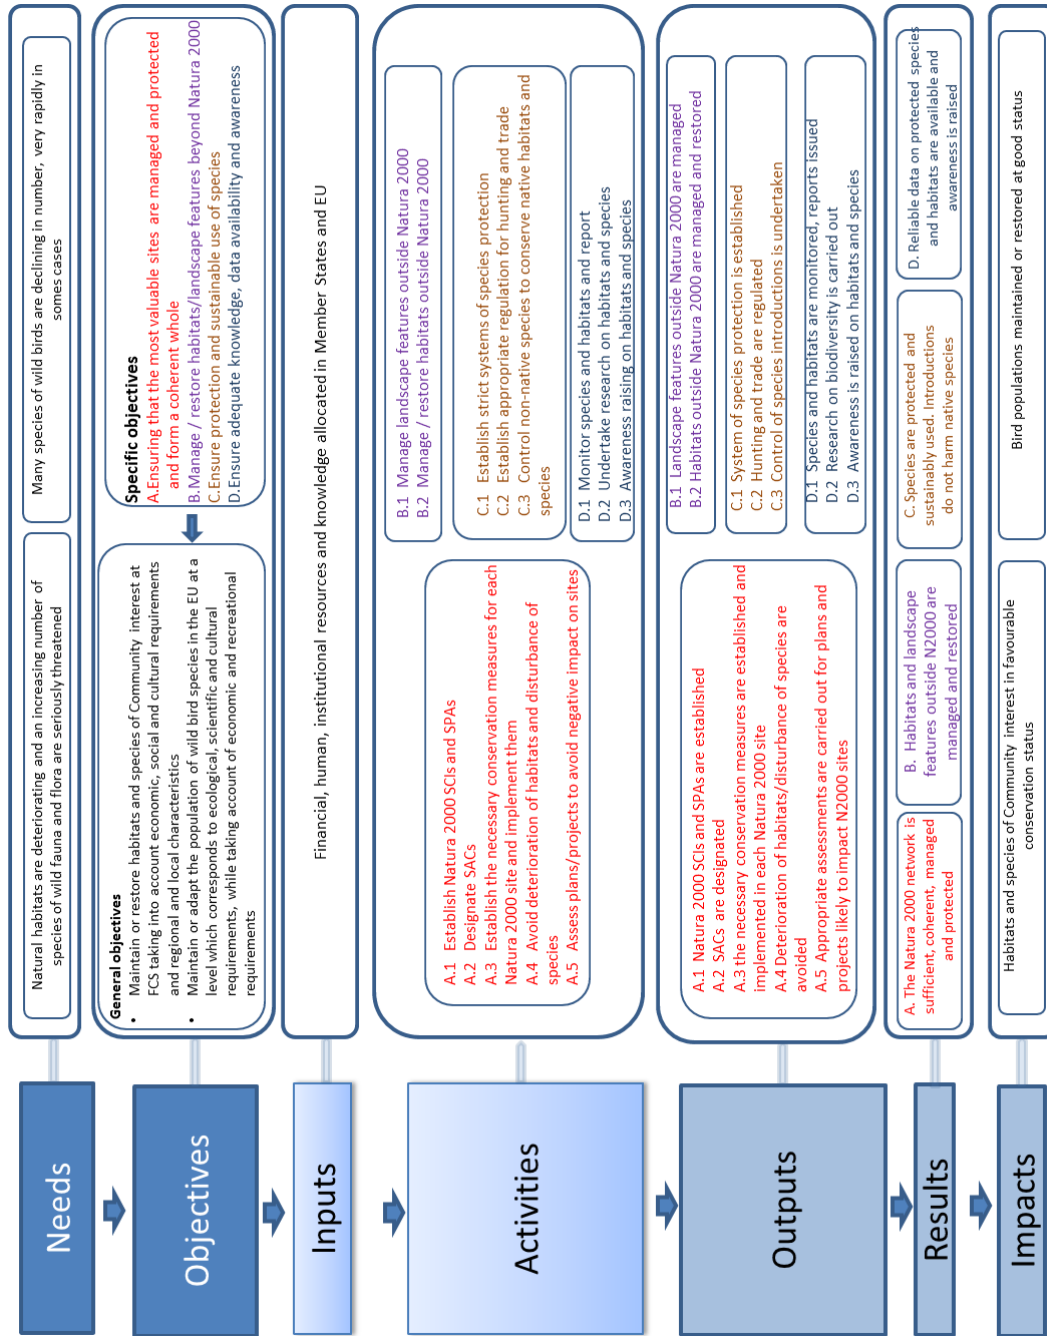 Needs
Natural habitats are deteriorating and an increasing number of
species of wild fauna and flora are seriously threatened
Many species of wild birds are declining in number, very rapidly in
somes cases
Objectives
General objectives
• Maintain or restore habitats and species of Community interest at
FCS taking into account economic, social and cultural requirements
and regional and local characteristics
• Maintain or adapt the population of wild bird species in the EU at a
level which corresponds to ecological, scientific and cultural
requirements, while taking account of economic and recreational
requirements
Specific objectives
A.Ensuring that the most valuable sites are managed and protected
and form a coherent whole
B.Manage / restore habitats/landscape features beyond Natura 2000
C.Ensure protection and sustainable use of species
D.Ensure adequate knowledge, data availability and awareness
Inputs
Financial, human, institutional resources and knowledge allocated in Member States and EU
Activities
A.1 Establish Natura 2000 SCIs and SPAs
A.2 Designate SACs
A.3 Establish the necessary conservation measures for each
Natura 2000 site and implement them
A.4 Avoid deterioration of habitats and disturbance of
species
A.5 Assess plans/projects to avoid negative impact on sites
B.1 Manage landscape features outside Natura 2000
B.2 Manage / restore habitats outside Natura 2000
C.1 Establish strict systems of species protection
C.2 Establish appropriate regulation for hunting and trade
C.3 Control non-native species to conserve native habitats and
species
D.1 Monitor species and habitats and report
D.2 Undertake research on habitats and species
D.3 Awareness raising on habitats and species
Outputs
A.1 Natura 2000 SCIs and SPAs are established
A.2 SACs are designated
A.3 the necessary conservation measures are established and
implemented in each Natura 2000 site
A.4 Deterioration of habitats/disturbance of species are
avoided
A.5 Appropriate assessments are carried out for plans and
projects likely to impact N2000 sites
B.1 Landscape features outside Natura 2000 are managed
B.2 Habitats outside Natura 2000 are managed and restored
C.1 System of species protection is established
C.2 Hunting and trade are regulated
C.3 Control of species introductions is undertaken
D.1 Species and habitats are monitored, reports issued
D.2 Research on biodiversity is carried out
D.3 Awareness is raised on habitats and species
Results
A. The Natura 2000 network is
sufficient, coherent, managed
and protected
B. Habitats and landscape
features outside N2000 are
managed and restored
C. Species are protected and
sustainably used. Introductions
do not harm native species
D. Reliable data on protected species
and habitats are available and
awareness is raised
Impacts
Habitats and species of Community interest in favourable
conservation status
Bird populations maintained or restored at good status